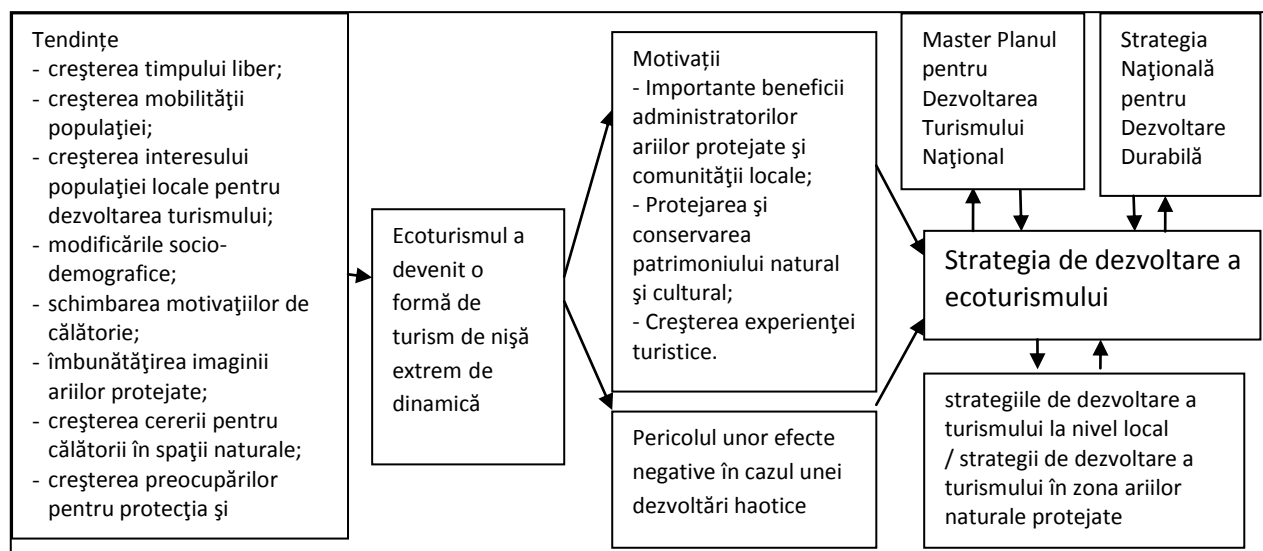 Tendințe
- creşterea timpului liber;
- creşterea mobilităţii
populaţiei;
- creşterea interesului
populaţiei locale pentru
dezvoltarea turismului;
- modificările socio-
demografice;
- schimbarea motivaţiilor de
călătorie;
- îmbunătăţirea imaginii
ariilor protejate;
- creşterea cererii pentru
călătorii în spaţii naturale;
- creşterea preocupărilor
pentru protecţia şi
Ecoturismul a
devenit o
formă de
turism de nişă
extrem de
dinamică
Motivații
- Importante beneficii
administratorilor
ariilor protejate şi
comunităţii locale;
- Protejarea şi
conservarea
patrimoniului natural
şi cultural;
- Creşterea experienţei
turistice.
Pericolul unor efecte
negative în cazul unei
dezvoltări haotice
Master Planul
pentru
Dezvoltarea
Turismului
Naţional
Strategia
Naţională
pentru
Dezvoltare
Durabilă
Strategia de dezvoltare a
ecoturismului
strategiile de dezvoltare a
turismului la nivel local
/ strategii de dezvoltare a
turismului în zona ariilor
naturale protejate